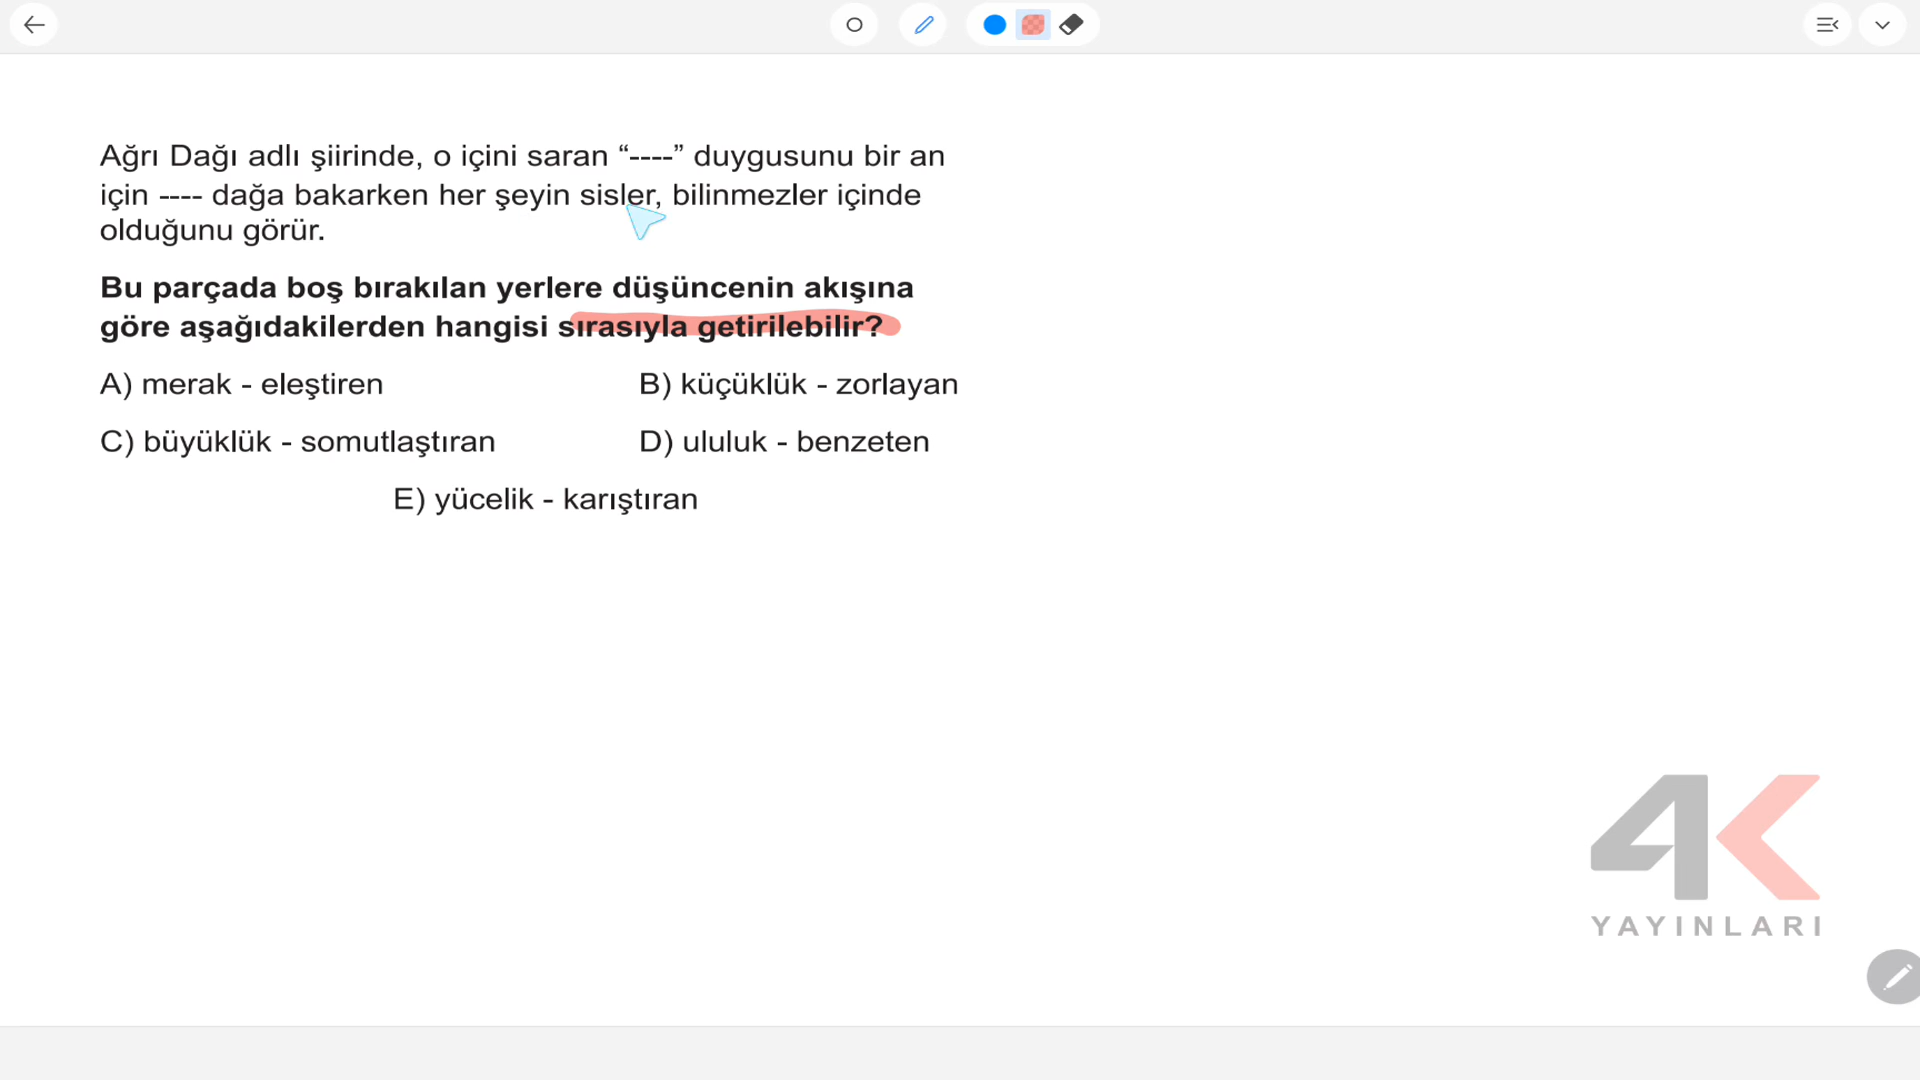 Ağrı Dağı adlı şiirinde, o içini saran “----” duygusunu bir an
için ---- dağa bakarken her şeyin sisler, bilinmezler içinde
olduğunu görür.
Bu parçada boş bırakılan yerlere düşüncenin akışına
göre aşağıdakilerden hangisi sırasıyla getirilebilir?
A) merak - eleştiren
B) küçüklük - zorlayan
C) büyüklük - somutlaştıran
D) ululuk - benzeten
E) yücelik - karıştıran
4K
YAYINLARI